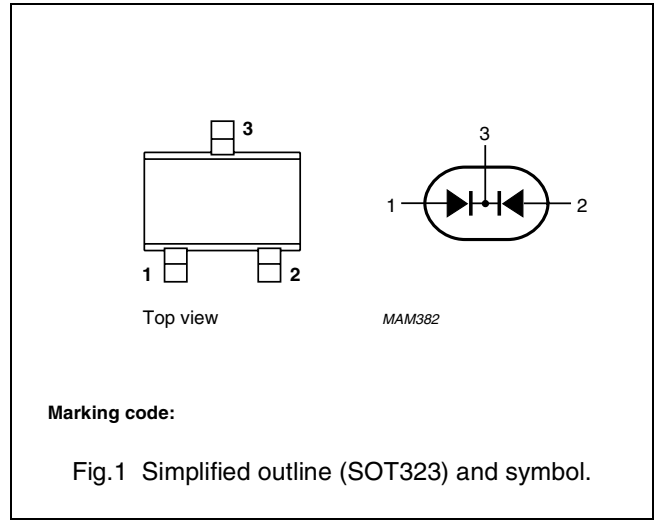 3
3
1
2
1
2
Top view
MAM382
Marking code:
Fig.1 Simplified outline (SOT323) and symbol.